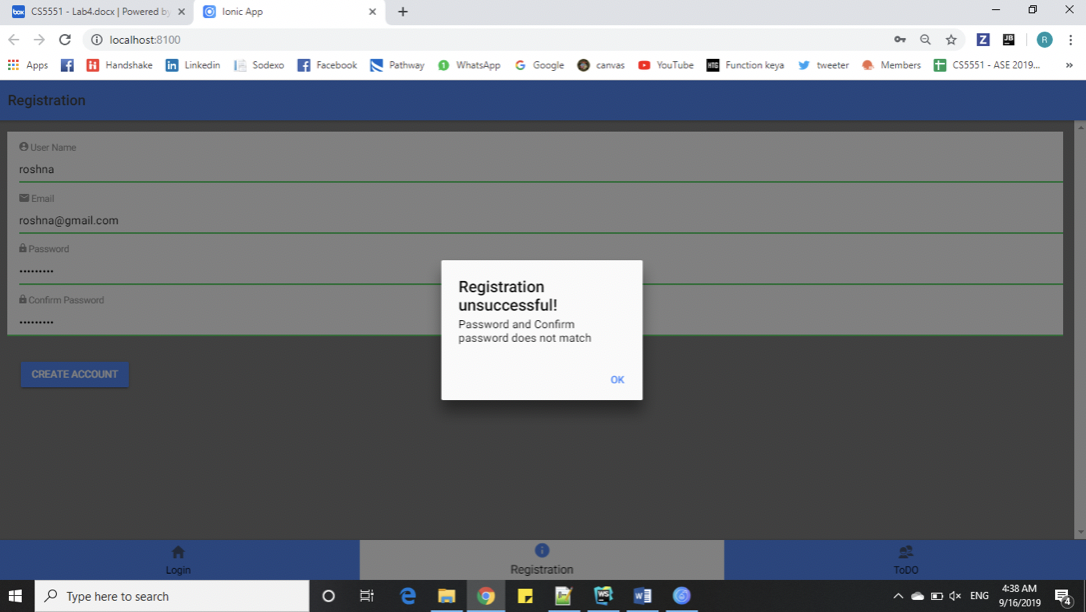 CS5551 - Lab4.docx | Powered by
Ionic App
localhost:8100
Apps
Handshake
Linkedin
Sodexo
Facebook
Pathway
WhatsApp
Google
canvas
YouTube
Function keya
tweeter
Members
CS5551 - ASE 2019...
Registration
User Name
roshna
Email
roshna@gmail.com
Password
•••••••••
Confirm Password
•••••••••
CREATE ACCOUNT
Registration
unsuccessful!
Password and Confirm
password does not match
OK
Login
Registration
ToDO
Type here to search
ENG
4:38 AM
9/16/2019
4